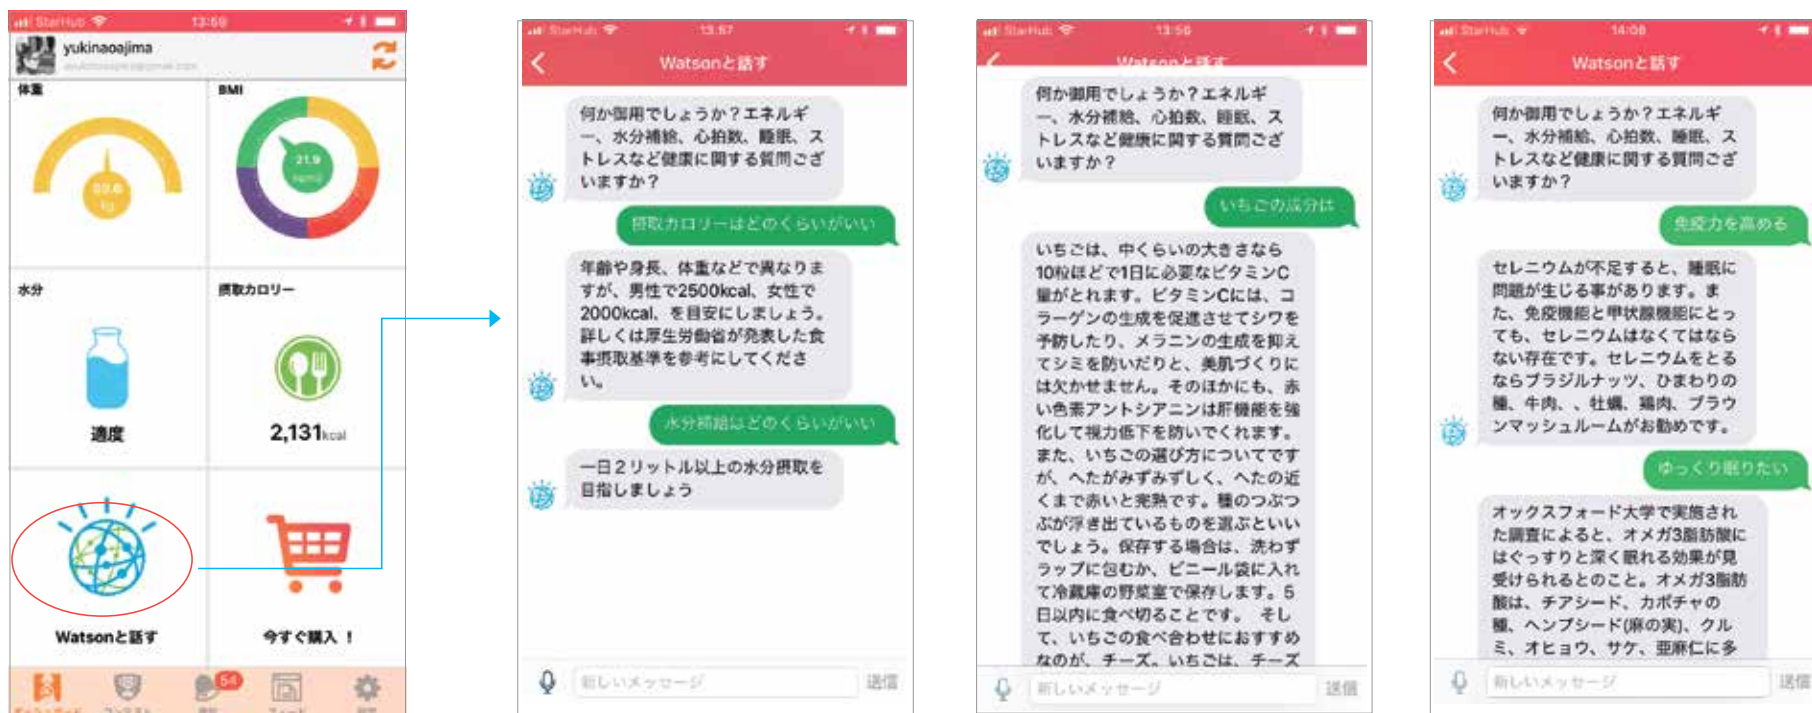 StarHub
13:59
yukinaoajima
体重
BMI
21.9
kg
水分
摂取カロリー
適度
2,131kcal
Watsonと話す
今すぐ購入！
54
StarHub
13:57
Watsonと話す
何か御用でしょうか？エネルギ
ー、水分補給、心拍数、睡眠、ス
トレスなど健康に関する質問ござ
いますか？
摂取カロリーはどのくらいがいい
年齢や身長、体重などで異なりま
すが、男性で2500kcal、女性で
2000kcal、を目安にしましょう。
詳しくは厚生労働省が発表した食
事摂取基準を参考にしてくださ
い。
水分補給はどのくらいがいい
一日２リットル以上の水分摂取を
目指しましょう
新しいメッセージ
送信
StarHub
13:56
Watsonと話す
何か御用でしょうか？エネルギ
ー、水分補給、心拍数、睡眠、ス
トレスなど健康に関する質問ござ
いますか？
いちごの成分は
いちごは、中くらいの大きさなら
10粒ほどで1日に必要なビタミンC
量がとれます。ビタミンCには、コ
ラーゲンの生成を促進させてシワを
予防したり、メラニンの生成を抑え
てシミを防いだりと、美肌づくりに
は欠かせません。そのほかにも、赤
い色素アントシアニンは肝機能を強
化して視力低下を防いでくれます。
また、いちごの選び方についてです
が、へたがみずみずしく、へたの近
くまで赤いと完熟です。種のつぶつ
ぶが浮き出ているものを選ぶといい
でしょう。保存する場合は、洗わず
ラップに包むか、ビニール袋に入れ
て冷蔵庫の野菜室で保存します。5
日以内に食べ切ることです。 そし
て、いちごの食べ合わせにおすすめ
なのが、チーズ。いちごは、チーズ
新しいメッセージ
送信
StarHub
14:08
Watsonと話す
何か御用でしょうか？エネルギ
ー、水分補給、心拍数、睡眠、ス
トレスなど健康に関する質問ござ
いますか？
免疫力を高める
セレニウムが不足すると、睡眠に
問題が生じる事があります。ま
た、免疫機能と甲状腺機能にとっ
ても、セレニウムはなくてはなら
ない存在です。セレニウムをとる
ならブラジルナッツ、ひまわりの
種、牛肉、、牡蠣、鶏肉、ブラウ
ンマッシュルームがお勧めです。
ゆっくり眠りたい
オックスフォード大学で実施され
た調査によると、オメガ3脂肪酸に
はぐっすりと深く眠れる効果が見
受けられるとのこと。オメガ3脂肪
酸は、チアシード、カボチャの
種、ヘンプシード(麻の実)、クル
ミ、オヒョウ、サケ、亜麻仁に多
新しいメッセージ
送信